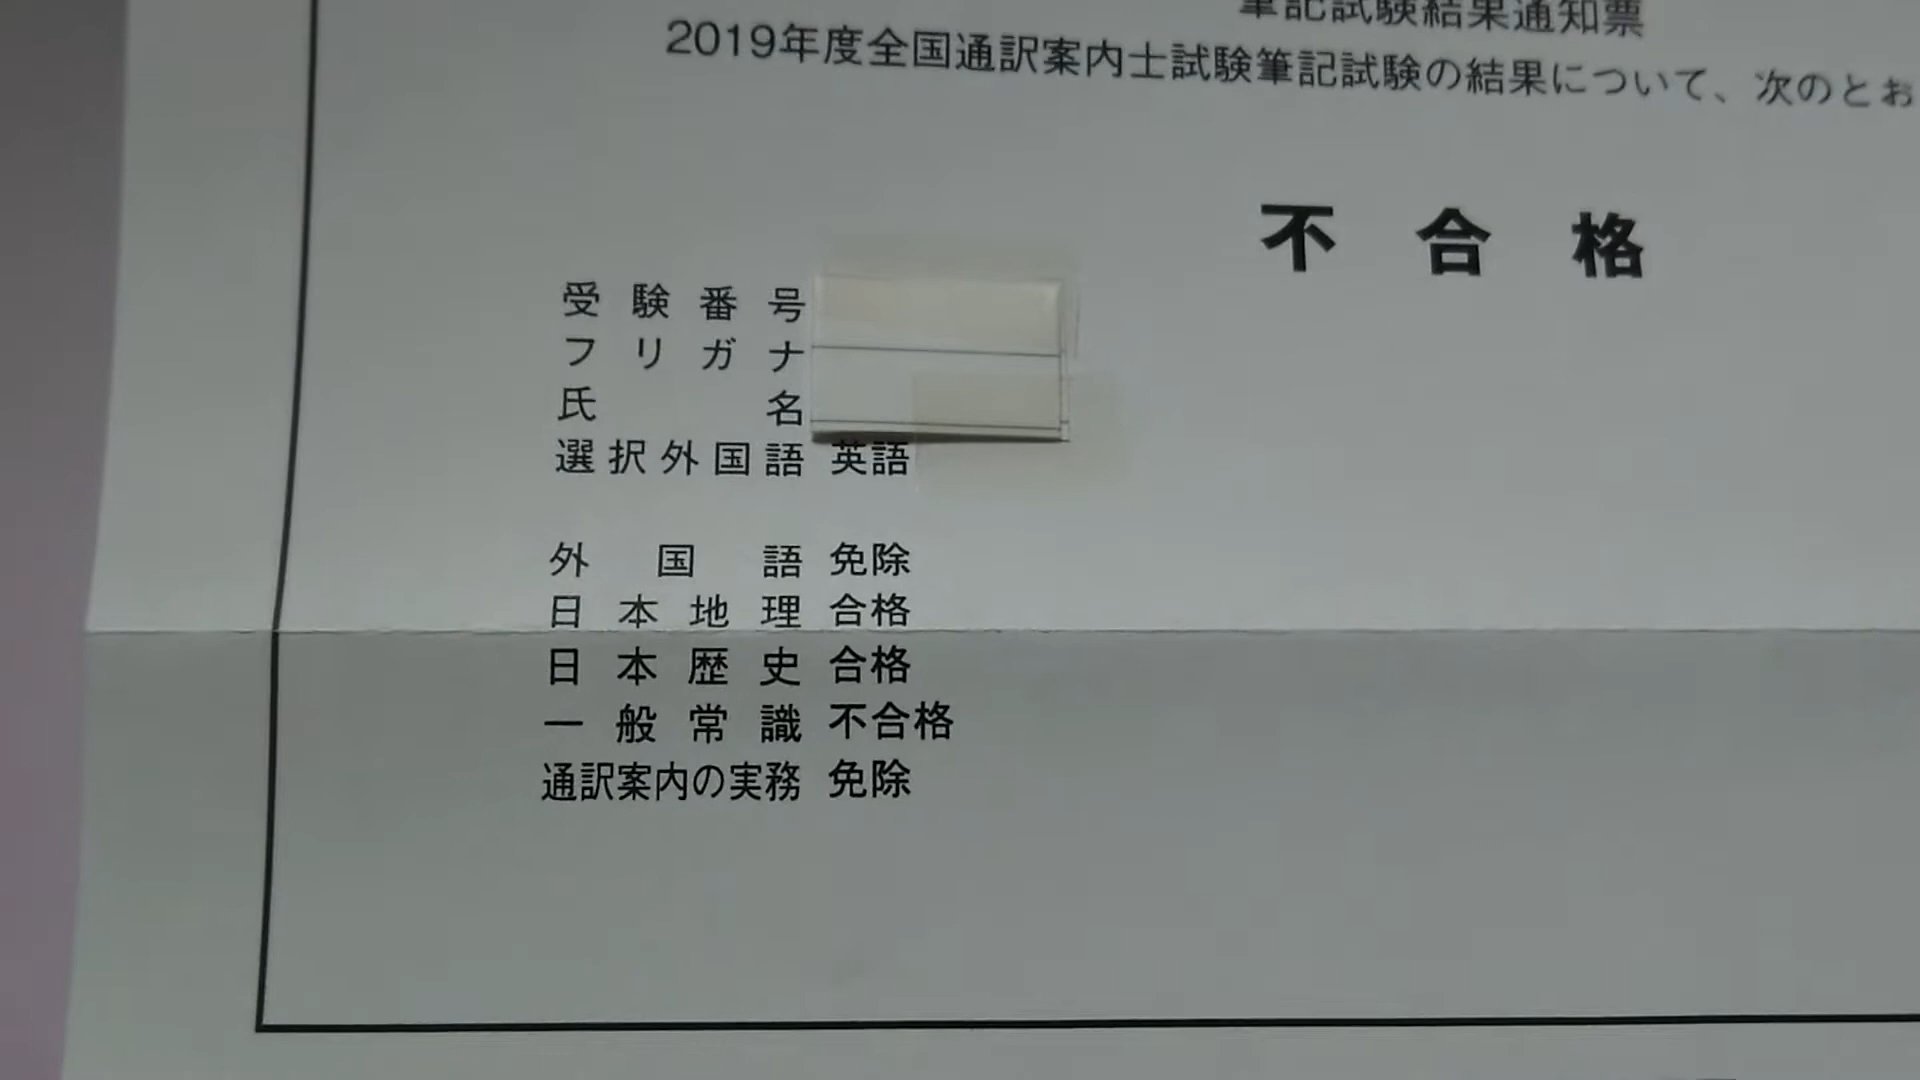 筆記試験結果通知票
2019年度全国通訳案内士試験筆記試験の結果について、次のとお
不合格
受験番号
フリガナ
氏名
選択外国語 英語
外国語 免除
日本地理 合格
日本歴史 合格
一般常識 不合格
通訳案内の実務 免除